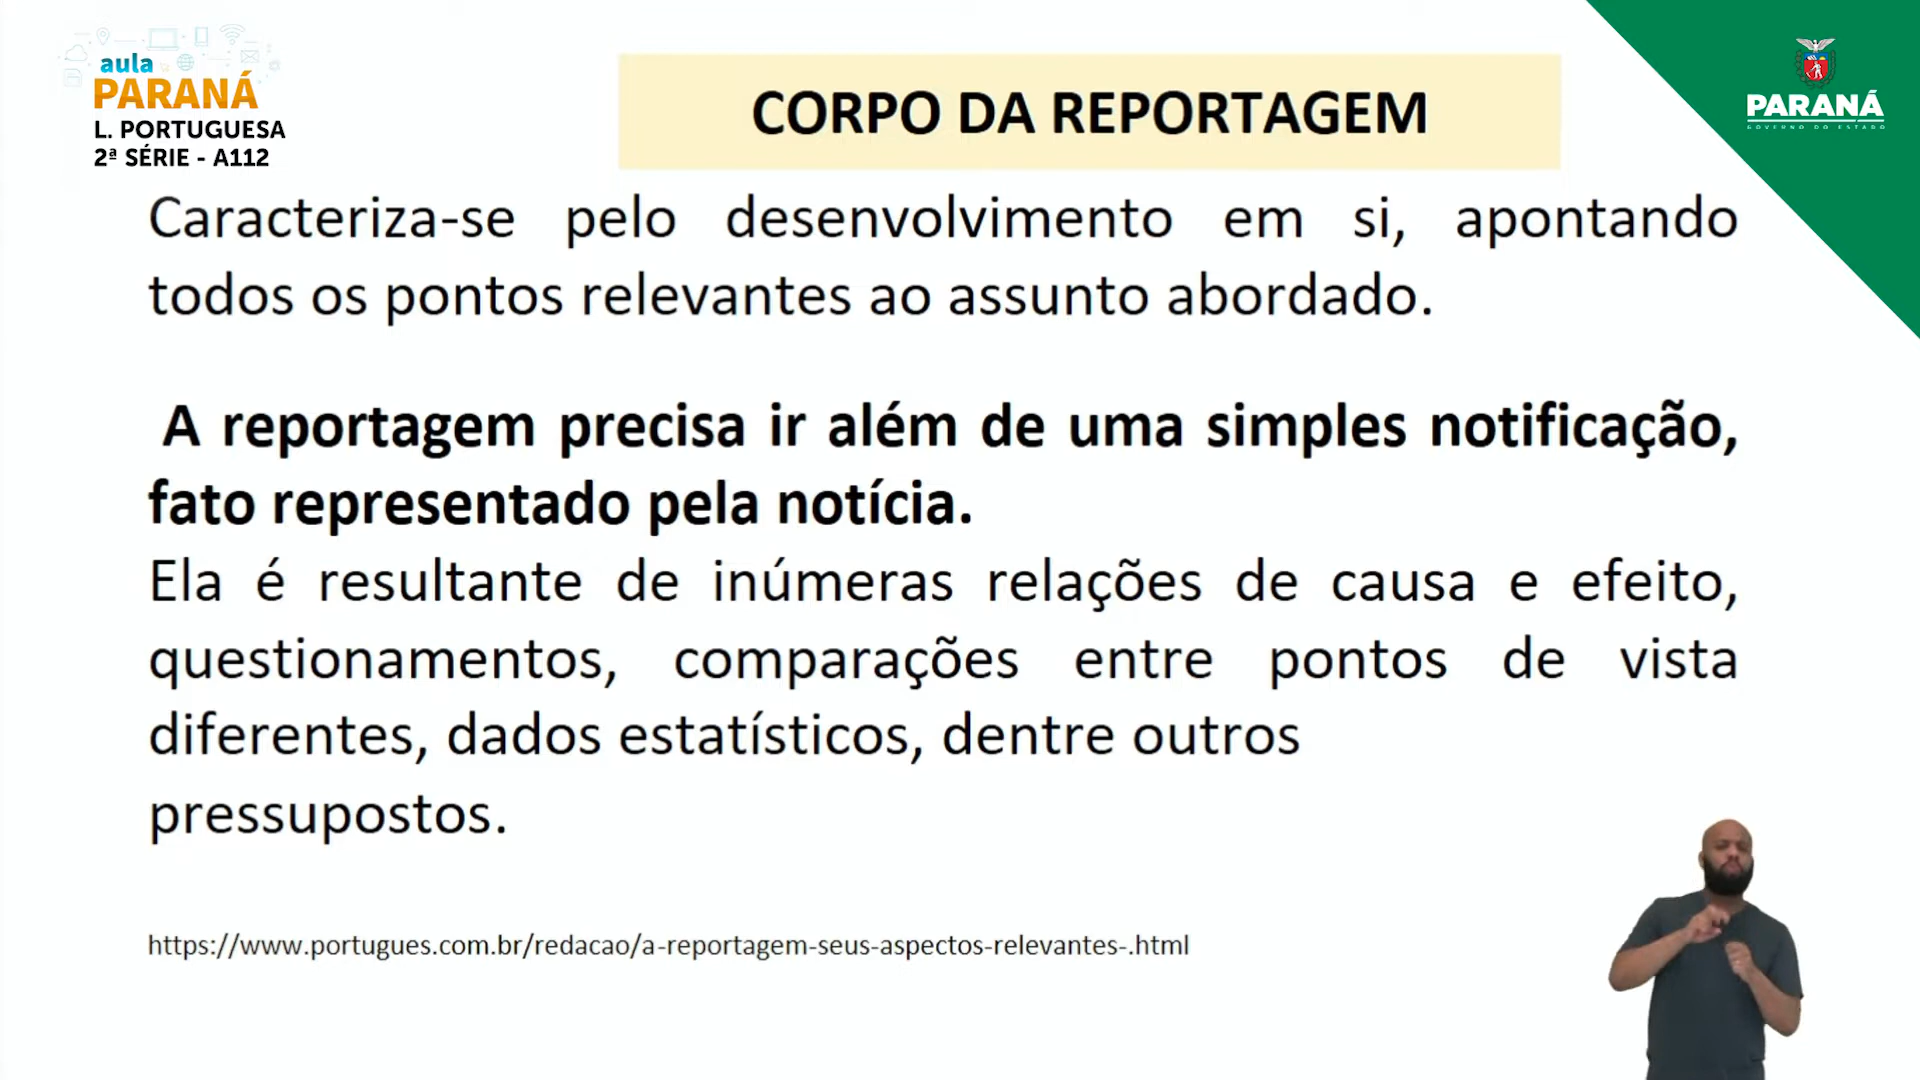 aula
PARANÁ
L. PORTUGUESA
2ª SÉRIE - A112
CORPO DA REPORTAGEM
PARANÁ
GOVERNO DO ESTADO
Caracteriza-se pelo desenvolvimento em si, apontando
todos os pontos relevantes ao assunto abordado.
A reportagem precisa ir além de uma simples notificação,
fato representado pela notícia.
Ela é resultante de inúmeras relações de causa e efeito,
questionamentos, comparações entre pontos de vista
diferentes, dados estatísticos, dentre outros
pressupostos.
https://www.portugues.com.br/redacao/a-reportagem-seus-aspectos-relevantes-.html